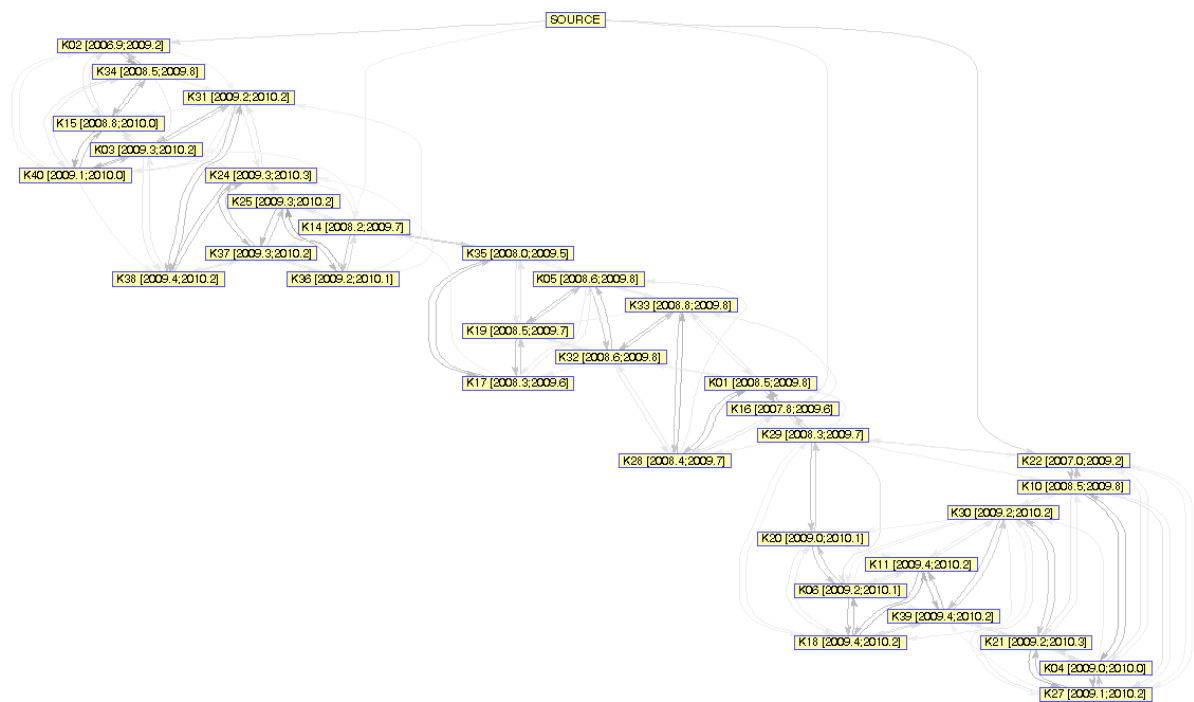 SOURCE
K02 [2006.9;2009.2]
K34 [2008.5;2009.8]
K31 [2009.2;2010.2]
K15 [2008.8;2010.0]
K03 [2009.3;2010.2]
K40 [2009.1;2010.0]
K24 [2009.3;2010.3]
K25 [2009.3;2010.2]
K14 [2008.2;2009.7]
K37 [2009.3;2010.2]
K35 [2008.0;2009.5]
K38 [2009.4;2010.2]
K36 [2009.2;2010.1]
K05 [2008.6;2009.8]
K33 [2008.8;2009.8]
K19 [2008.5;2009.7]
K32 [2008.6;2009.8]
K17 [2008.3;2009.6]
K01 [2008.5;2009.8]
K16 [2007.8;2009.6]
K29 [2008.3;2009.7]
K28 [2008.4;2009.7]
K22 [2007.0;2009.2]
K10 [2008.5;2009.8]
K30 [2009.2;2010.2]
K20 [2009.0;2010.1]
K11 [2009.4;2010.2]
K06 [2009.2;2010.1]
K39 [2009.4;2010.2]
K18 [2009.4;2010.2]
K21 [2009.2;2010.3]
K04 [2009.0;2010.0]
K27 [2009.1;2010.2]